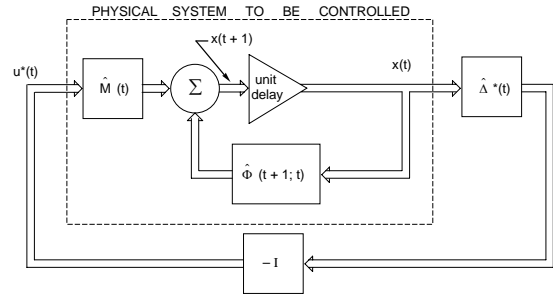 PHYSICAL SYSTEM TO BE CONTROLLED
x(t + 1)
u*(t)
x(t)
M̂ (t)
Σ
unit
delay
Δ̂ *(t)
Φ̂ (t + 1; t)
– I